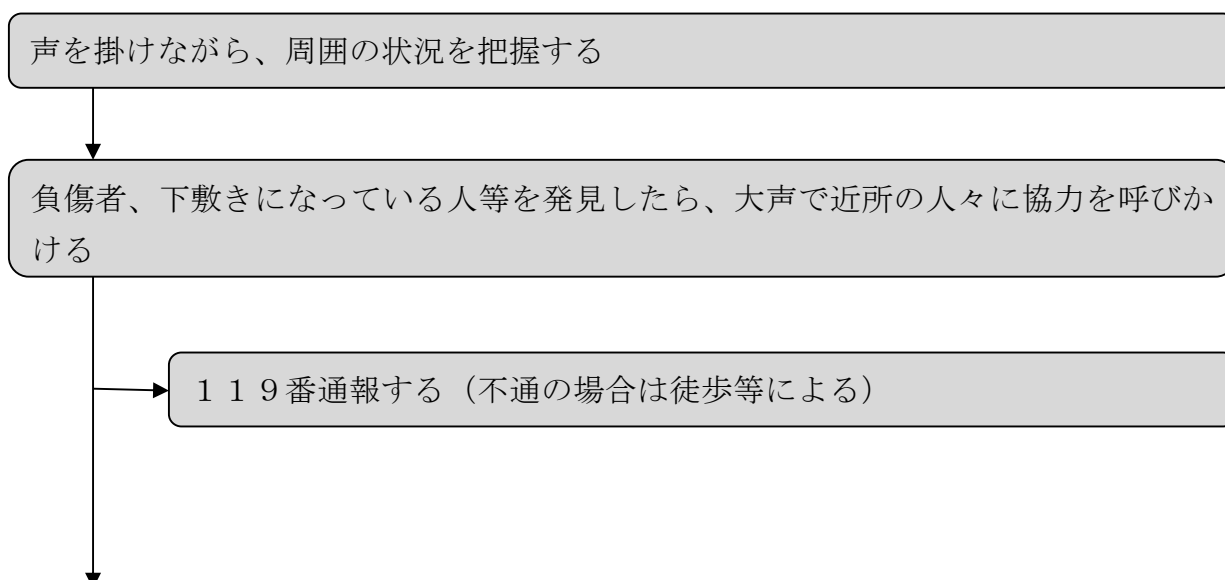 声を掛けながら、周囲の状況を把握する
負傷者、下敷きになっている人等を発見したら、大声で近所の人々に協力を呼びか
ける
１１９番通報する（不通の場合は徒歩等による）